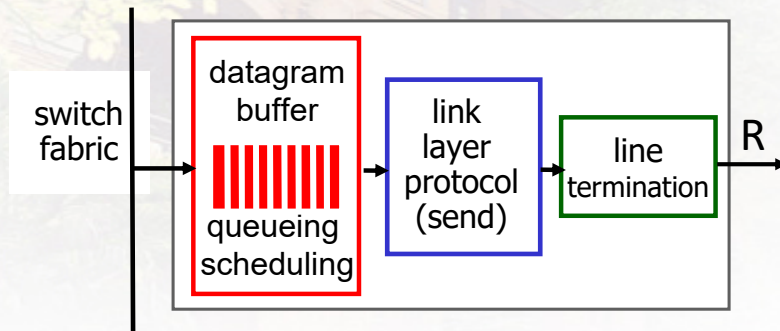 switch
fabric
datagram
buffer
queueing
scheduling
link
layer
protocol
(send)
line
termination
R